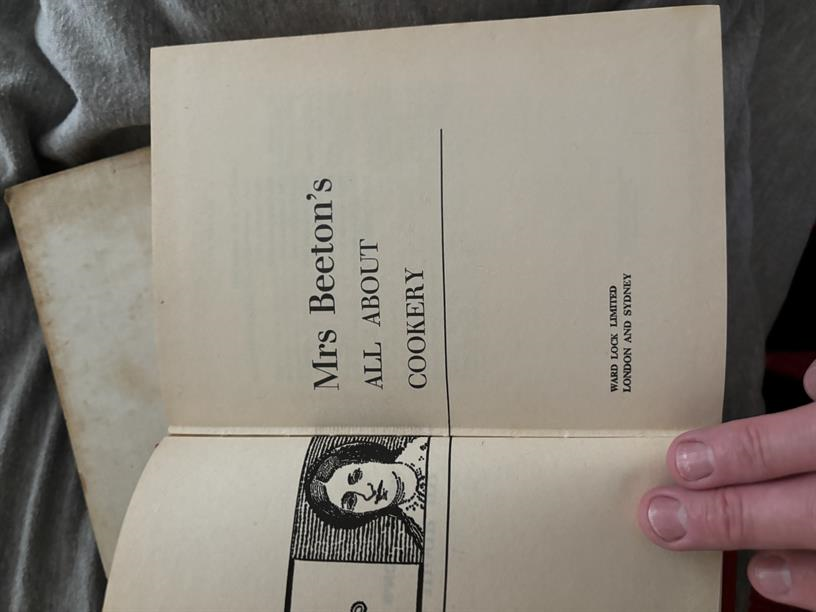 Mrs Beeton's
ALL ABOUT
COOKERY
WARD LOCK LIMITED
LONDON AND SYDNEY